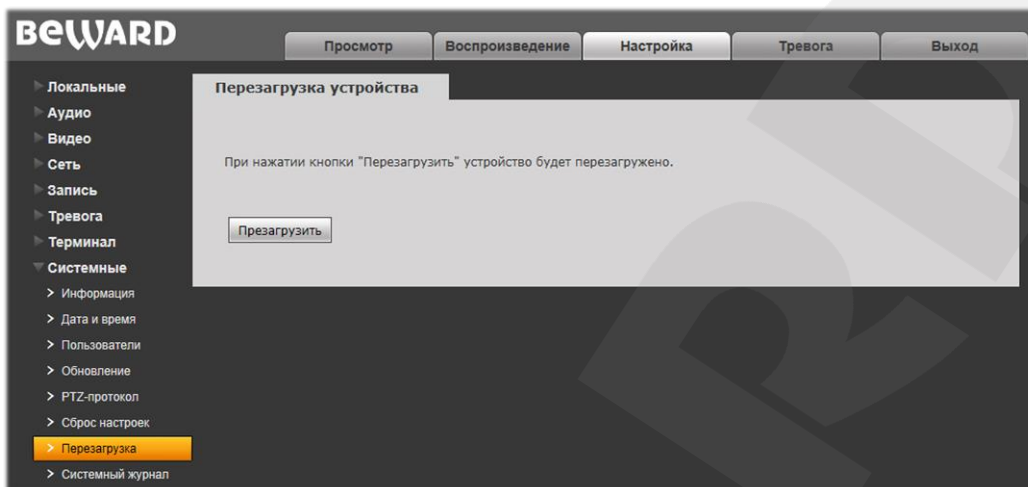 BEWARD
Просмотр Воспроизведение Настройка Тревога Выход
Локальные
Аудио
Видео
Сеть
Запись
Тревога
Терминал
Системные
Информация
Дата и время
Пользователи
Обновление
PTZ-протокол
Сброс настроек
Перезагрузка
Системный журнал
Перезагрузка устройства
При нажатии кнопки "Перезагрузить" устройство будет перезагружено.
Презагрузить